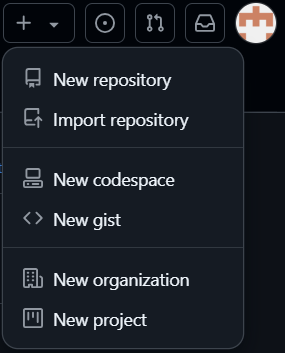 New repository
Import repository
New codespace
New gist
New organization
New project